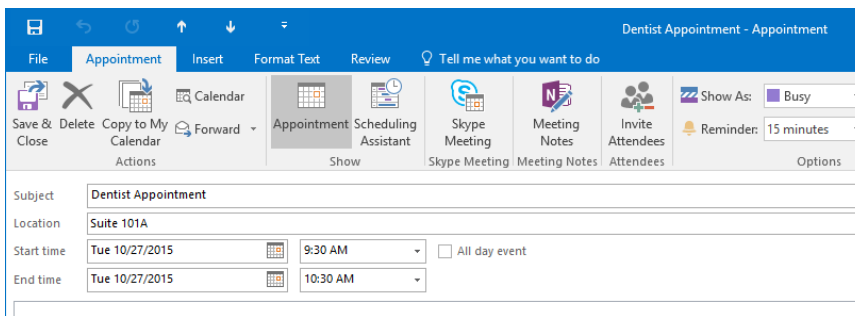 Dentist Appointment - Appointment
File Appointment Insert Format Text Review Tell me what you want to do
Save & Close
Delete
Copy to My Calendar
Calendar
Forward
Actions
Appointment
Scheduling Assistant
Show
Skype Meeting
Skype Meeting
Meeting Notes
Meeting Notes
Invite Attendees
Attendees
Show As: Busy
Reminder: 15 minutes
Options
Subject Dentist Appointment
Location Suite 101A
Start time Tue 10/27/2015 9:30 AM All day event
End time Tue 10/27/2015 10:30 AM